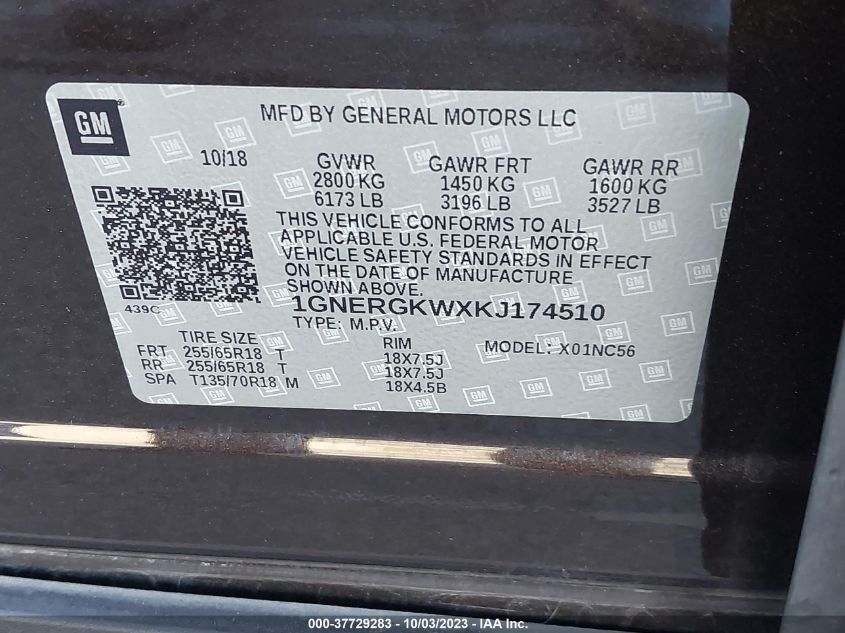 GM
MFD BY GENERAL MOTORS LLC
10/18 GVWR GAWR FRT GAWR RR
2800 KG 1450 KG 1600 KG
6173 LB 3196 LB 3527 LB
THIS VEHICLE CONFORMS TO ALL
APPLICABLE U.S. FEDERAL MOTOR
VEHICLE SAFETY STANDARDS IN EFFECT
ON THE DATE OF MANUFACTURE
SHOWN ABOVE.
439C
1GNERGKWXKJ174510
TYPE: M.P.V.
TIRE SIZE RIM MODEL: X01NC56
FRT 255/65R18 T 18X7.5J
RR 255/65R18 T 18X7.5J
SPA T135/70R18 M 18X4.5B
000-37729283 - 10/03/2023 - IAA Inc.